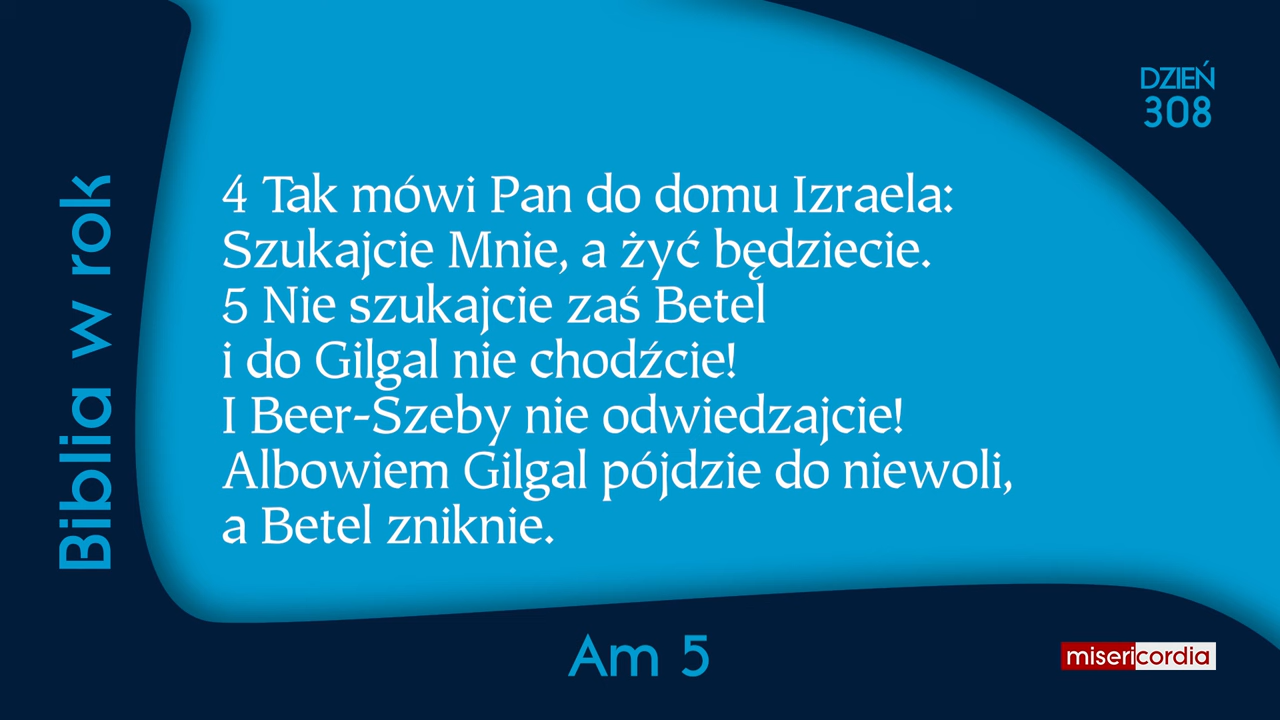 DZIEŃ
308
Biblia w rok
4 Tak mówi Pan do domu Izraela:
Szukajcie Mnie, a żyć będziecie.
5 Nie szukajcie zaś Betel
i do Gilgal nie chodźcie!
I Beer-Szeby nie odwiedzajcie!
Albowiem Gilgal pójdzie do niewoli,
a Betel zniknie.
Am 5
misericordia